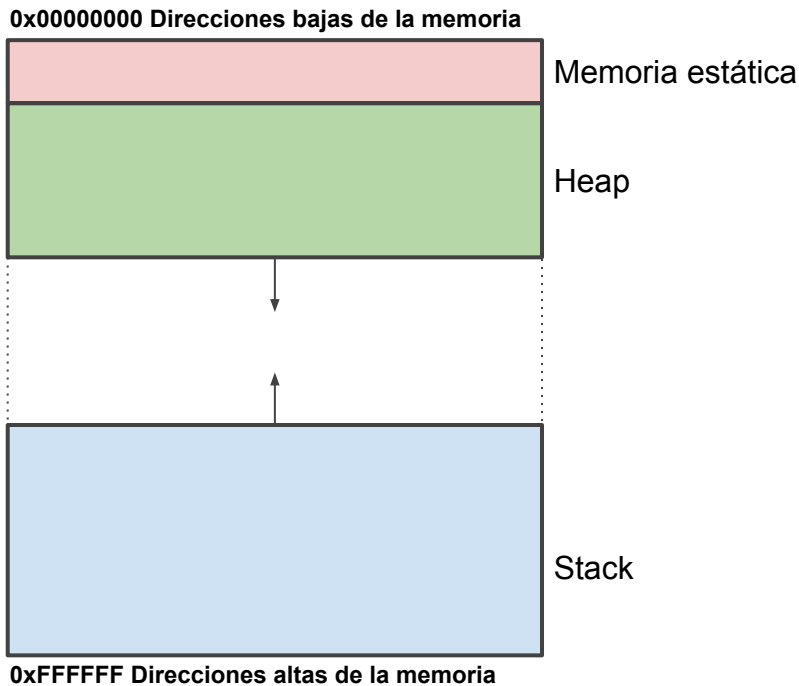 0x00000000 Direcciones bajas de la memoria
Memoria estática
Heap
Stack
0xFFFFFF Direcciones altas de la memoria